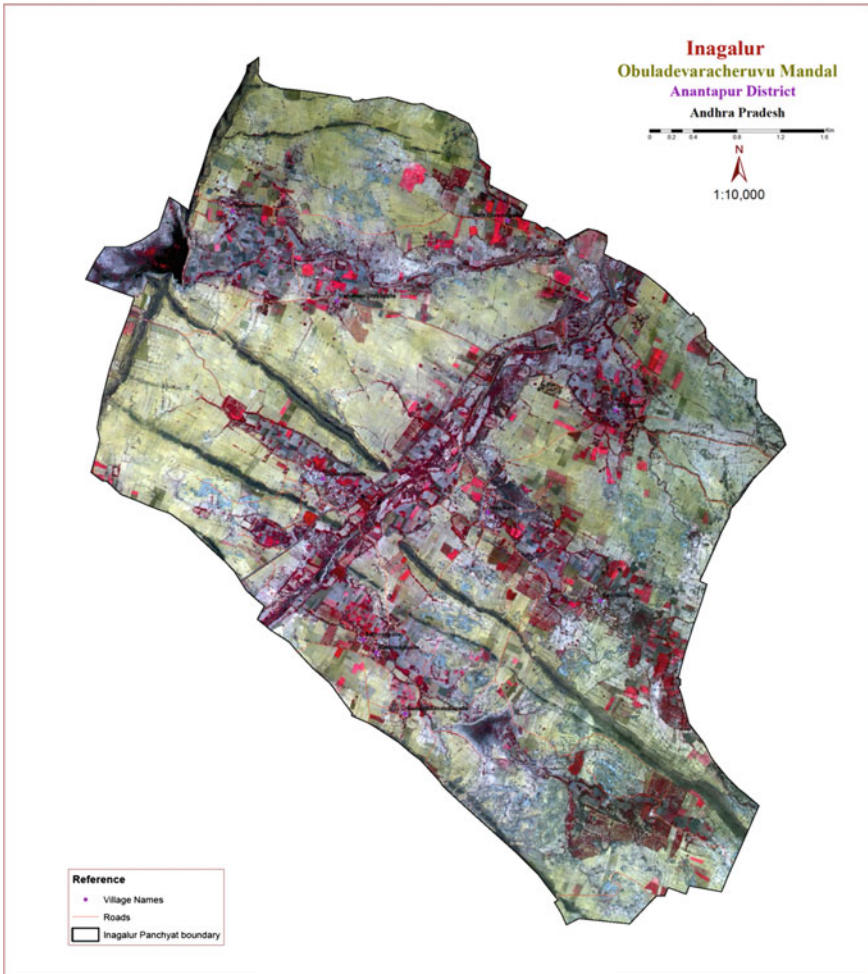 Inagalur
Obuladevaracheruvu Mandal
Anantapur District
Andhra Pradesh
0 0.2 0.4 0.8 1.2 1.6 Km
N
1:10,000
Reference
Village Names
Roads
Inagalur Panchyat boundary